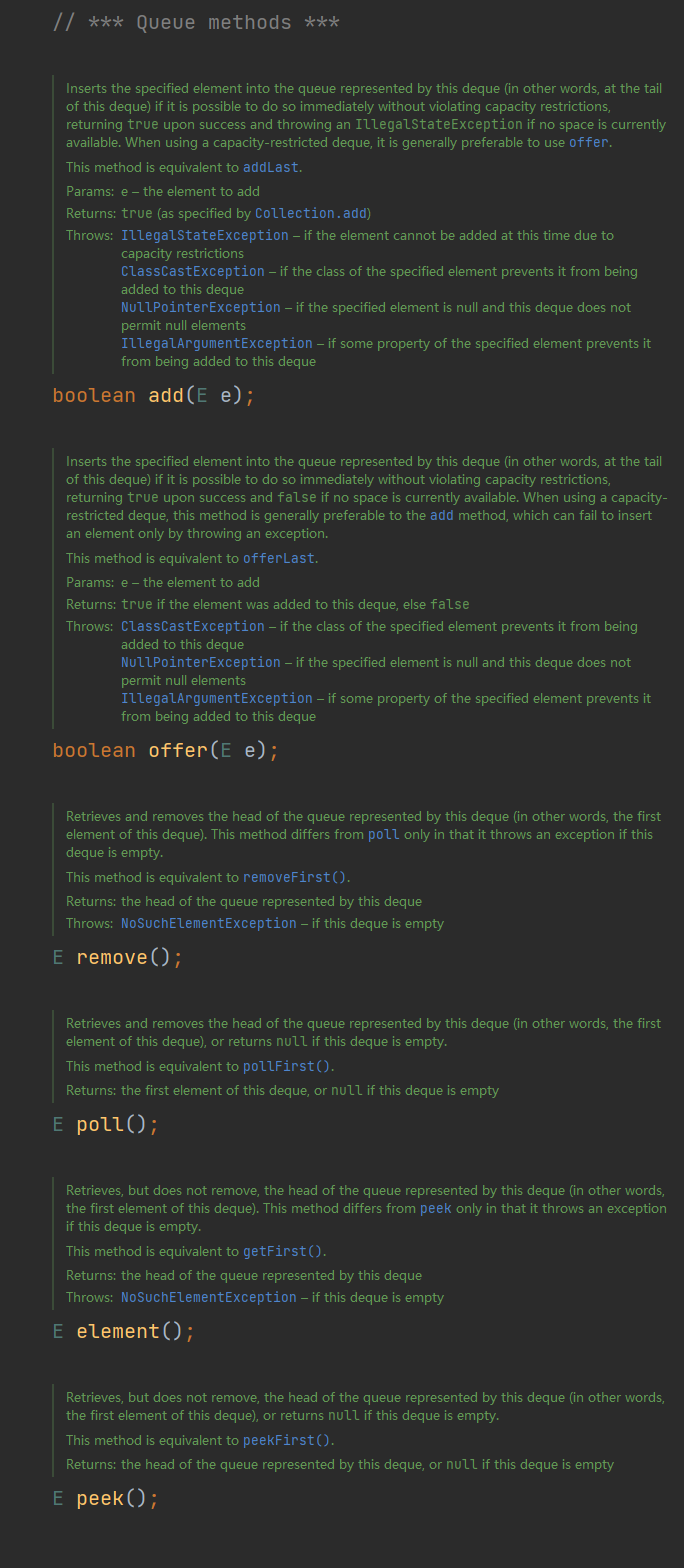 // *** Queue methods ***
Inserts the specified element into the queue represented by this deque (in other words, at the tail
of this deque) if it is possible to do so immediately without violating capacity restrictions,
returning true upon success and throwing an IllegalStateException if no space is currently
available. When using a capacity-restricted deque, it is generally preferable to use offer.
This method is equivalent to addLast.
Params: e – the element to add
Returns: true (as specified by Collection.add)
Throws: IllegalStateException – if the element cannot be added at this time due to
capacity restrictions
ClassCastException – if the class of the specified element prevents it from being
added to this deque
NullPointerException – if the specified element is null and this deque does not
permit null elements
IllegalArgumentException – if some property of the specified element prevents it
from being added to this deque
boolean add(E e);
Inserts the specified element into the queue represented by this deque (in other words, at the tail
of this deque) if it is possible to do so immediately without violating capacity restrictions,
returning true upon success and false if no space is currently available. When using a capacity-
restricted deque, this method is generally preferable to the add method, which can fail to insert
an element only by throwing an exception.
This method is equivalent to offerLast.
Params: e – the element to add
Returns: true if the element was added to this deque, else false
Throws: ClassCastException – if the class of the specified element prevents it from being
added to this deque
NullPointerException – if the specified element is null and this deque does not
permit null elements
IllegalArgumentException – if some property of the specified element prevents it
from being added to this deque
boolean offer(E e);
Retrieves and removes the head of the queue represented by this deque (in other words, the first
element of this deque). This method differs from poll only in that it throws an exception if this
deque is empty.
This method is equivalent to removeFirst().
Returns: the head of the queue represented by this deque
Throws: NoSuchElementException – if this deque is empty
E remove();
Retrieves and removes the head of the queue represented by this deque (in other words, the first
element of this deque), or returns null if this deque is empty.
This method is equivalent to pollFirst().
Returns: the first element of this deque, or null if this deque is empty
E poll();
Retrieves, but does not remove, the head of the queue represented by this deque (in other words,
the first element of this deque). This method differs from peek only in that it throws an exception
if this deque is empty.
This method is equivalent to getFirst().
Returns: the head of the queue represented by this deque
Throws: NoSuchElementException – if this deque is empty
E element();
Retrieves, but does not remove, the head of the queue represented by this deque (in other words,
the first element of this deque), or returns null if this deque is empty.
This method is equivalent to peekFirst().
Returns: the head of the queue represented by this deque, or null if this deque is empty
E peek();